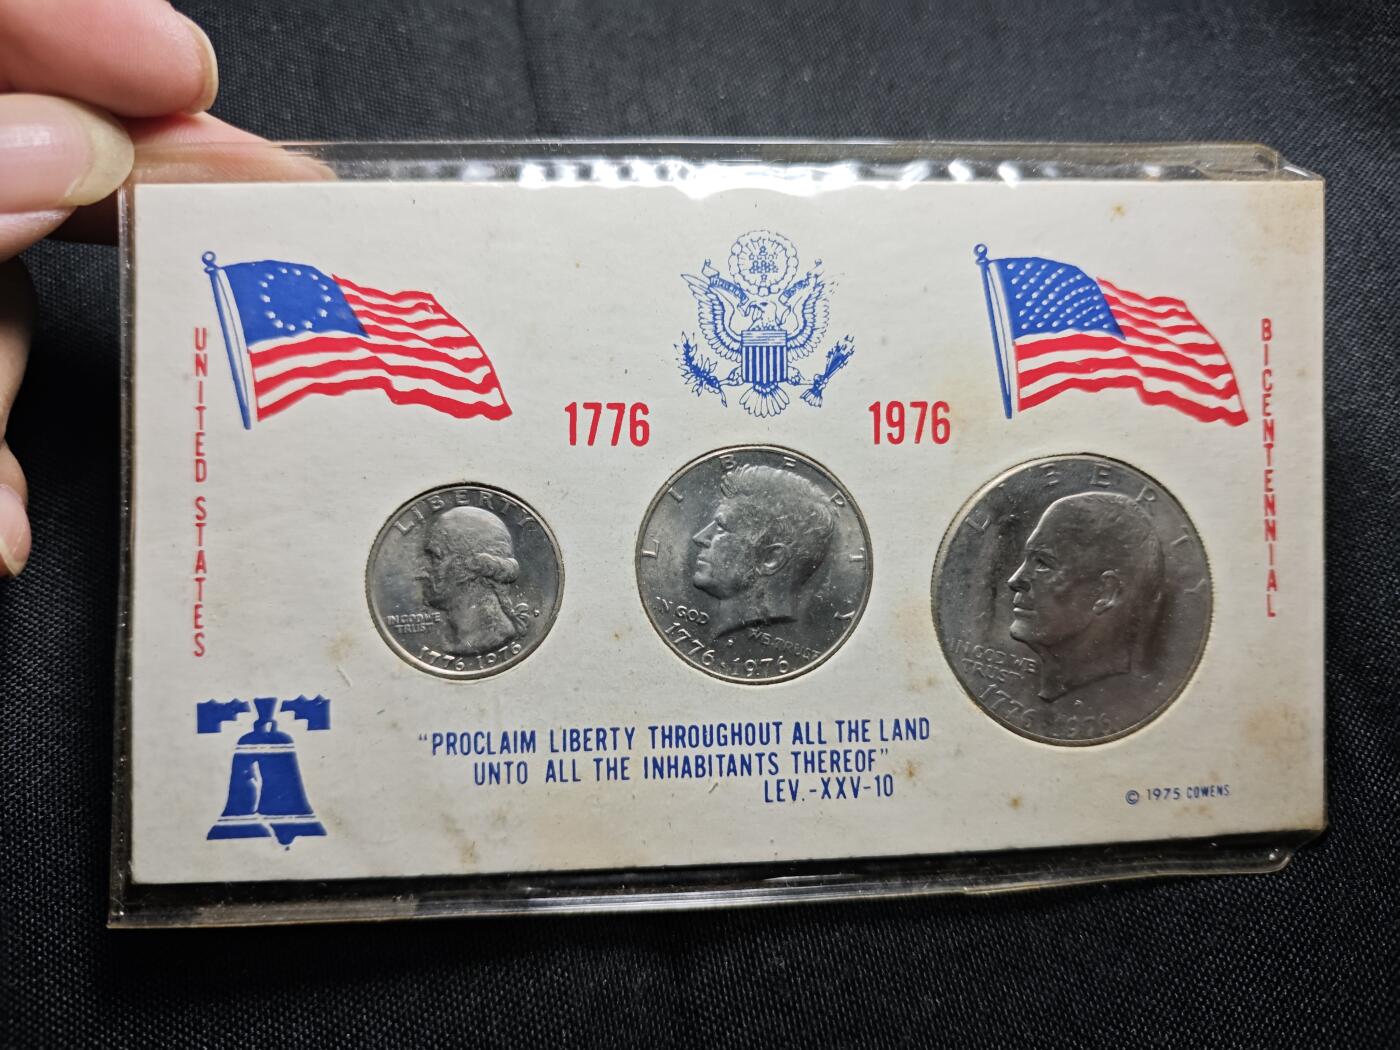 UNITED STATES
1776
1976
BICENTENNIAL
LIBERTY
IN GOD WE
TRUST
1776-1976
D
LIBERTY
IN GOD
WE TRUST
D
1776·1976
LIBERTY
IN GOD WE
TRUST
D
1776 1976
"PROCLAIM LIBERTY THROUGHOUT ALL THE LAND
UNTO ALL THE INHABITANTS THEREOF"
LEV.-XXV-10
© 1975 COWENS